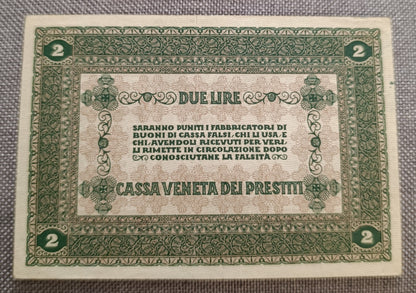 2 2
DUE LIRE
SARANNO PUNITI I FABBRICATORI DI
BUONI DI CASSA FALSI, CHI LI USA, E
CHI, AVENDOLI RICEVUTI PER VERI,
LI RIMETTE IN CIRCOLAZIONE DOPO
CONOSCIUTANE LA FALSITÀ
CASSA VENETA DEI PRESTITI
2 2